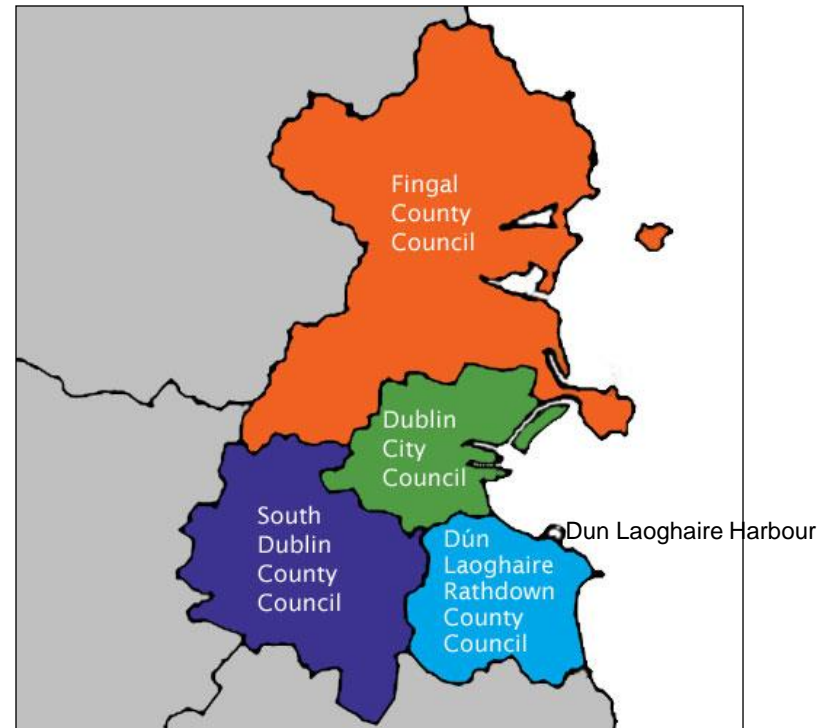 Fingal
County
Council
Dublin
City
Council
South
Dublin
County
Council
Dun Laoghaire Harbour
Dún
Laoghaire
Rathdown
County
Council